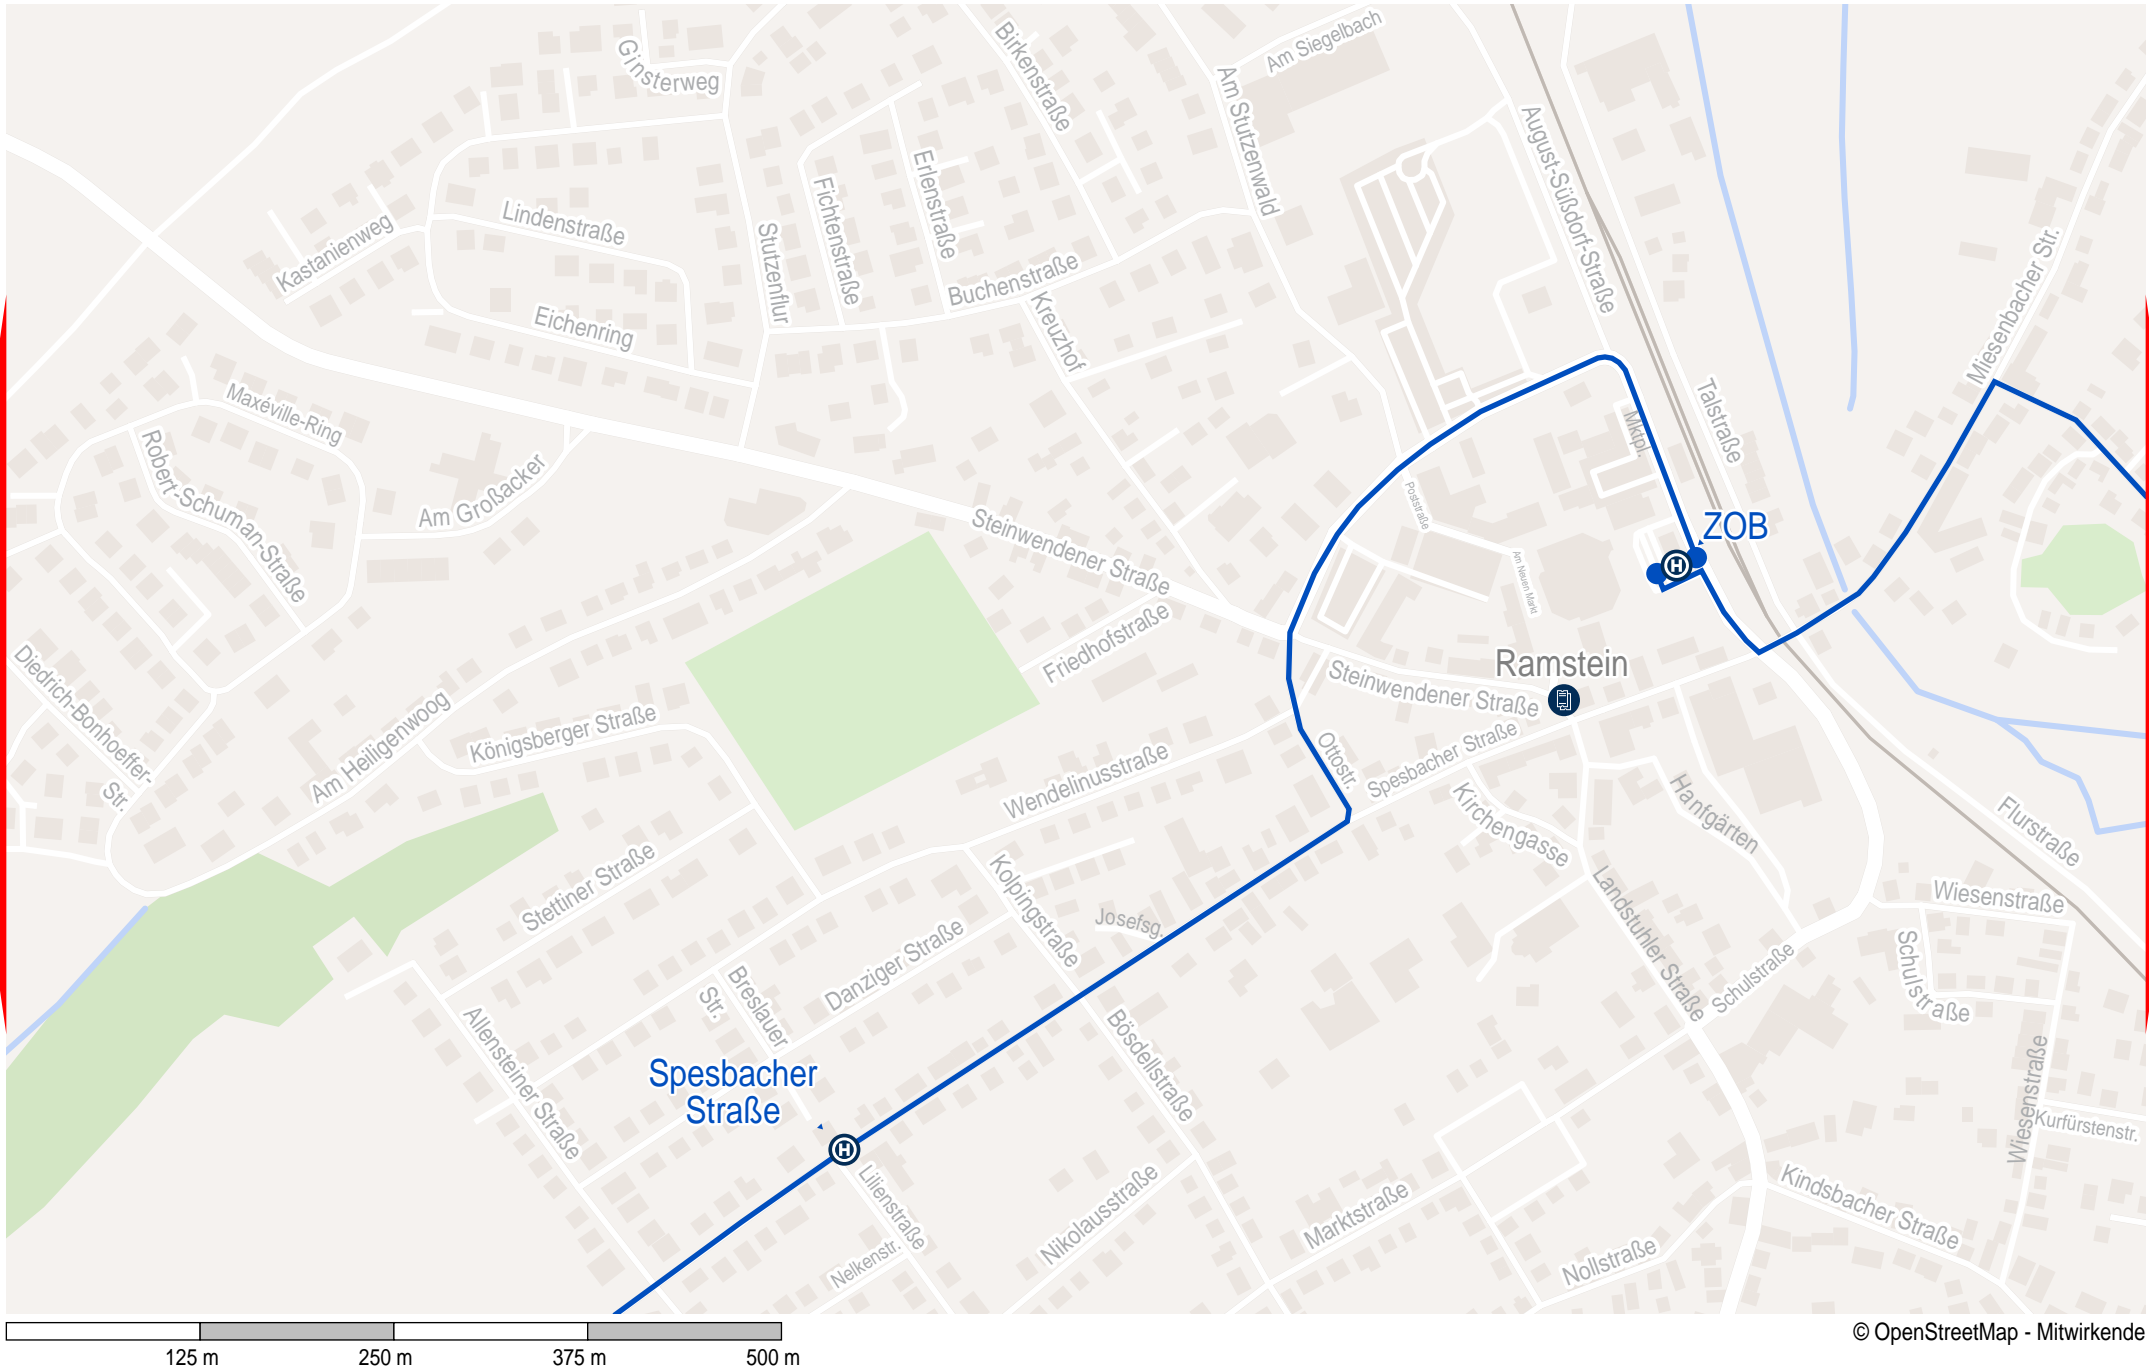 Ginsterweg
Birkenstraße
Am Siegelbach
Am Stutzenwald
August-Süßdorf-Straße
Erlenstraße
Fichtenstraße
Lindenstraße
Kastanienweg
Stutzenflur
Buchenstraße
Miesenbacher Str.
Eichenring
Kreuzhof
Maxéville-Ring
Talstraße
Mktpl.
Robert-Schuman-Straße
Am Großacker
Poststraße
Steinwendener Straße
ZOB
H
Am Neuen Markt
Friedhofstraße
Diedrich-Bonhoeffer-
Str.
Ramstein
Steinwendener Straße
Am Heiligenwoog
Königsberger Straße
Ottostr.
Spesbacher Straße
Wendelinusstraße
Kirchengasse
Hanfgärten
Flurstraße
Stettiner Straße
Kolpingstraße
Josefsg.
Landstuhler Straße
Wiesenstraße
Danziger Straße
Breslauer
Str.
Schulstraße
Schulstraße
Allensteiner Straße
Bösdellstraße
Spesbacher
Straße
H
Wiesenstraße
Kurfürstenstr.
Lilienstraße
Nelkenstr.
Nikolausstraße
Marktstraße
Kindsbacher Straße
Nollstraße
© OpenStreetMap - Mitwirkende
125 m
250 m
375 m
500 m